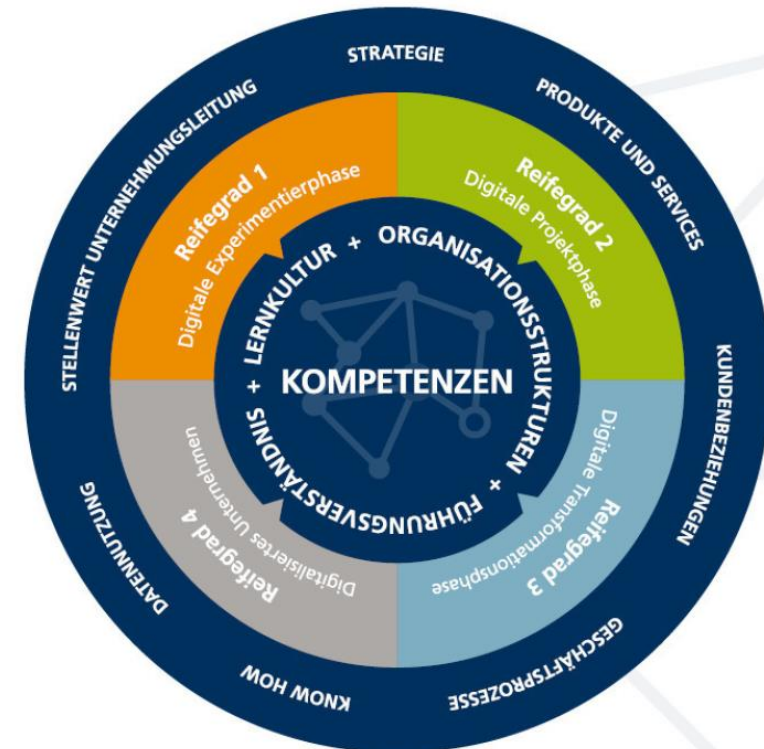 STRATEGIE
PRODUKTE UND SERVICES
KUNDENBEZIEHUNGEN
GESCHÄFTSPROZESSE
KNOW HOW
DATENNUTZUNG
STELLENWERT UNTERNEHMUNGSLEITUNG
Reifegrad 1
Digitale Experimentierphase
Reifegrad 2
Digitale Projektphase
Reifegrad 3
Digitale Transformationsphase
Reifegrad 4
Digitalisiertes Unternehmen
LERNKULTUR + ORGANISATIONSSTRUKTUREN + FÜHRUNGSVERSTÄNDNIS +
KOMPETENZEN